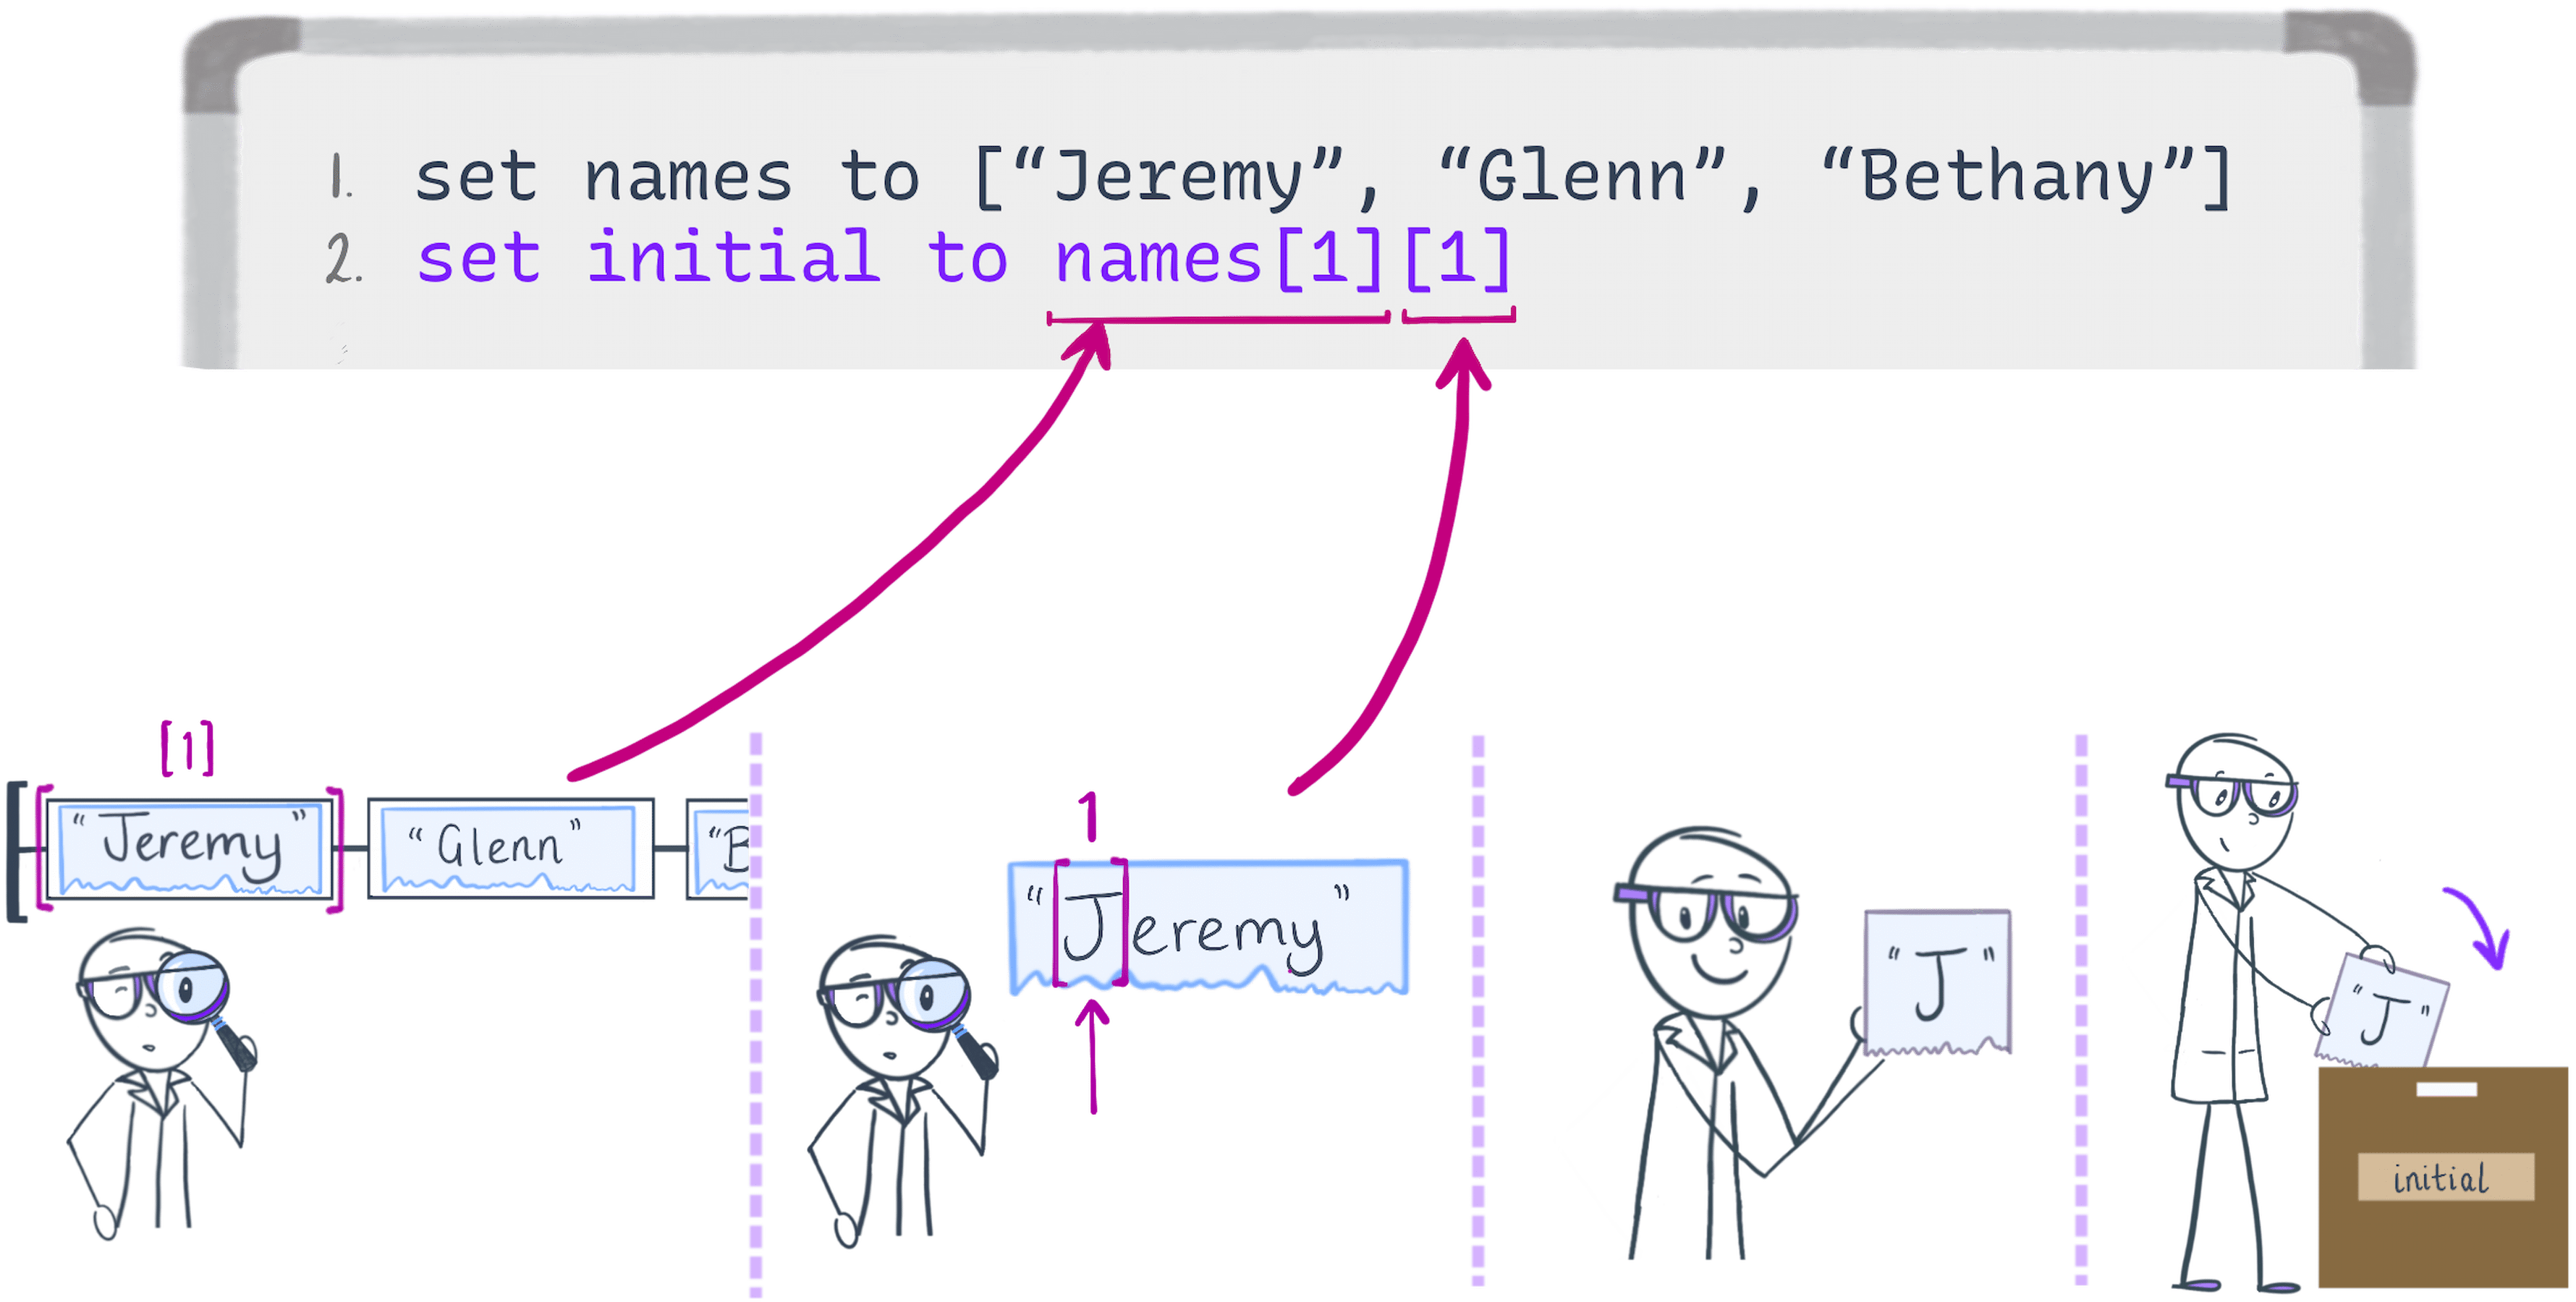 1. set names to [“Jeremy”, “Glenn”, “Bethany”]
2. set initial to names[1][1]
[1]
“Jeremy” “Glenn” “B
1
“Jeremy”
“J”
“J”
initial